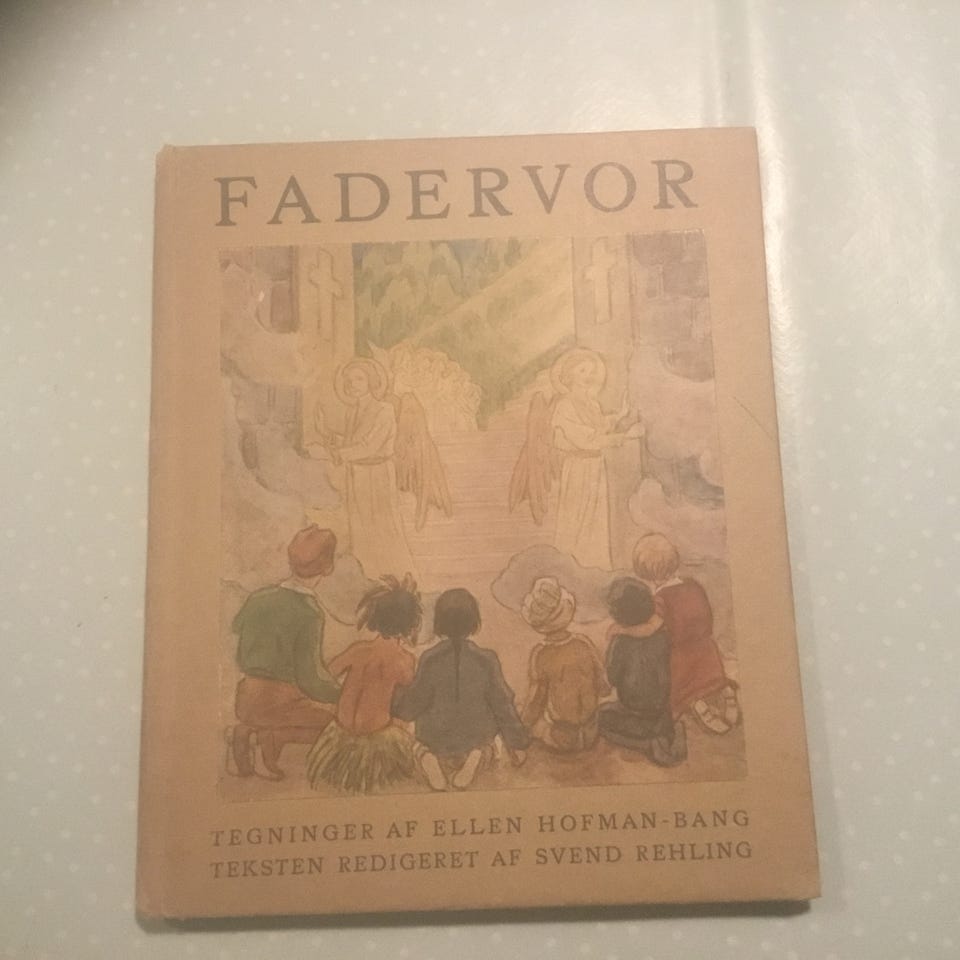 FADERVOR
TEGNINGER AF ELLEN HOFMAN-BANG
TEKSTEN REDIGERET AF SVEND REHLING